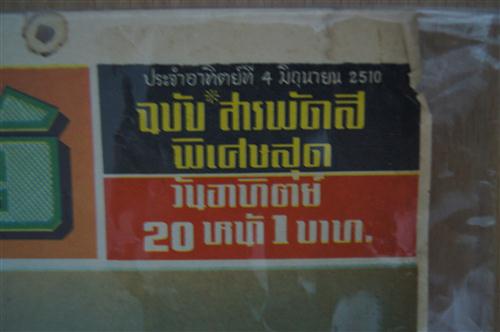 ประจำอาทิตย์ที่ 4 มิถุนายน 2510
ฉบับ*สารพัดสี
พิเศษสุด
วันอาทิตย์
20 หน้า 1 บาท.